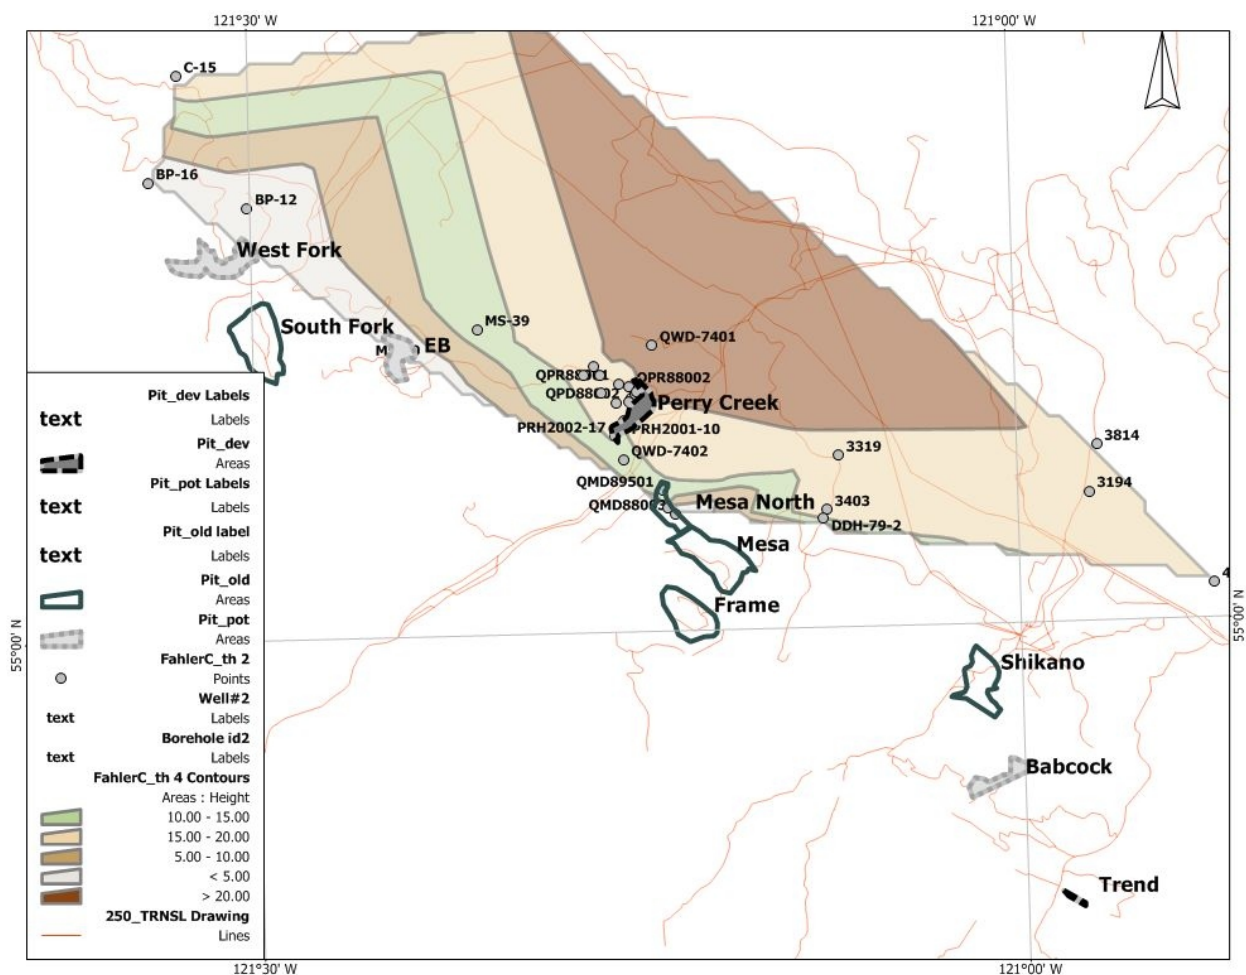 121°30' W
121°00' W
C-15
BP-16
BP-12
West Fork
South Fork
MS-39
M
EB
QWD-7401
QPR88001
QPR88002
QPD88002
Perry Creek
PRH2002-17
PRH2001-10
QWD-7402
3319
3814
3194
QMD89501
Mesa North
QMD88003
3403
DDH-79-2
Mesa
4
Frame
55°00' N
55°00' N
Shikano
Babcock
Trend
Pit_dev Labels
text
Labels
Pit_dev
Areas
Pit_pot Labels
text
Labels
Pit_old label
text
Labels
Pit_old
Areas
Pit_pot
Areas
FahlerC_th 2
Points
Well#2
text
Labels
Borehole id2
text
Labels
FahlerC_th 4 Contours
Areas : Height
10.00 - 15.00
15.00 - 20.00
5.00 - 10.00
< 5.00
> 20.00
250_TRNSL Drawing
Lines
121°30' W
121°00' W